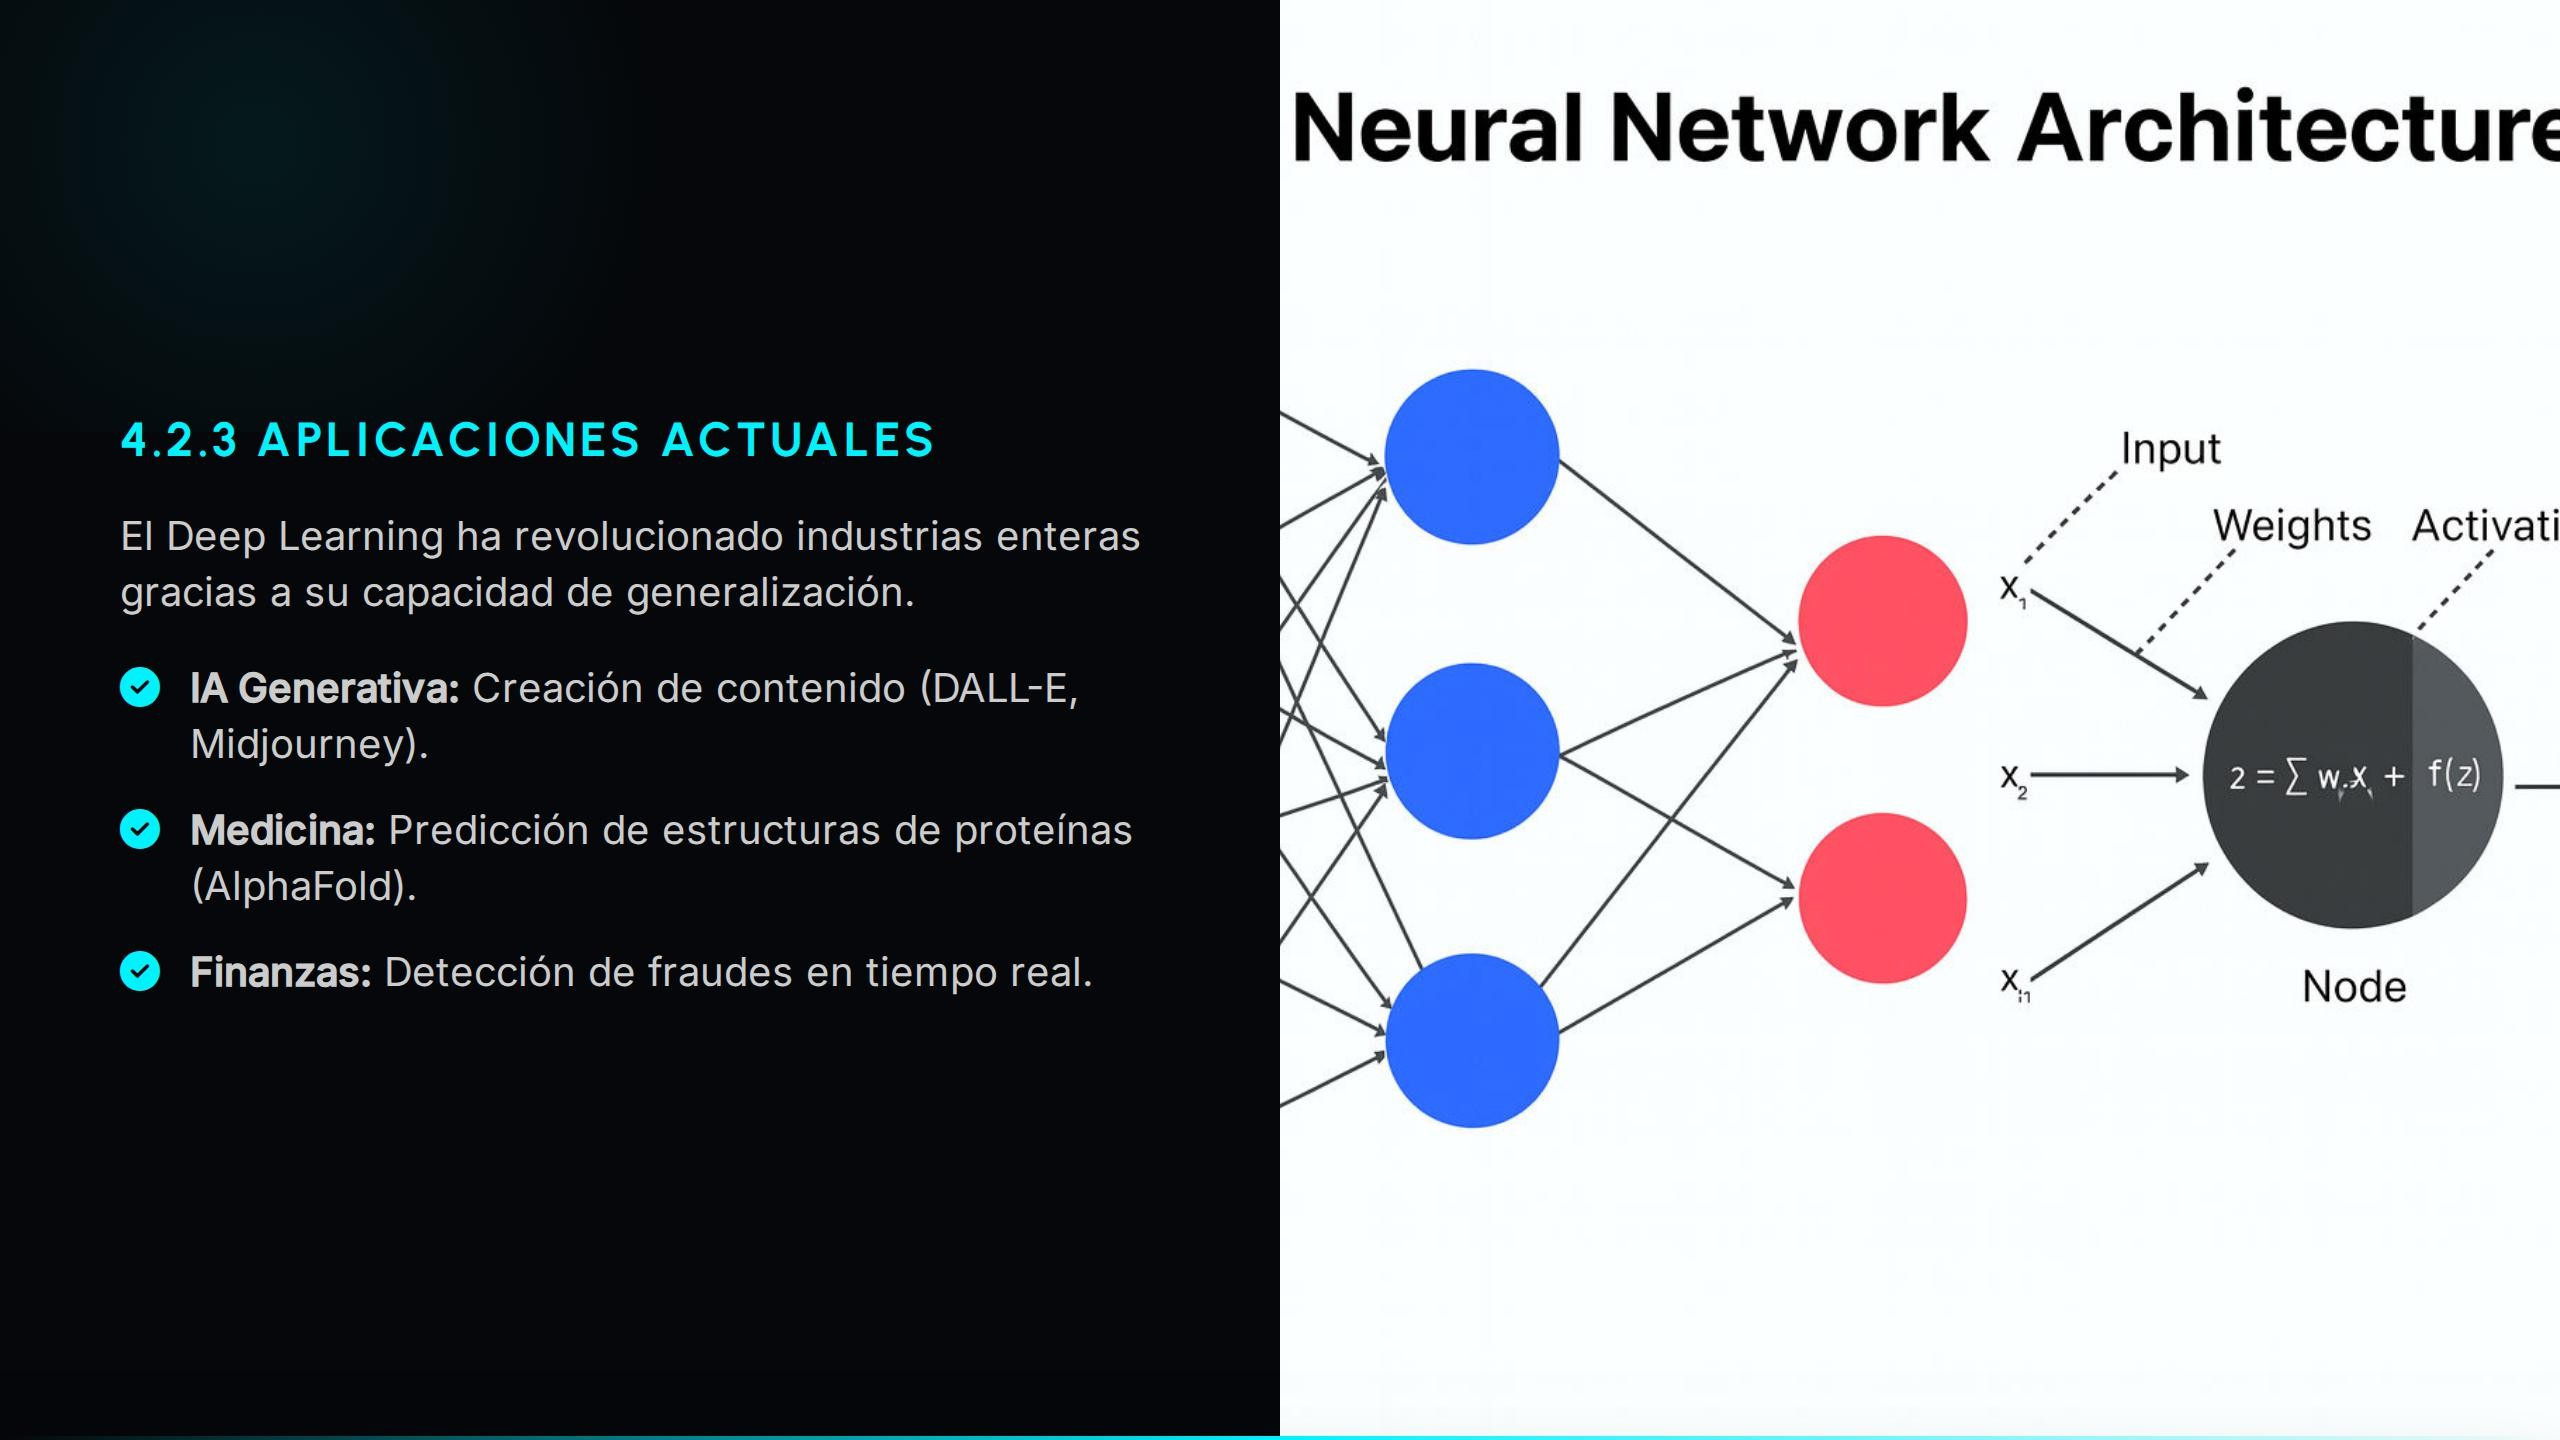 4.2.3 APLICACIONES ACTUALES
El Deep Learning ha revolucionado industrias enteras
gracias a su capacidad de generalización.
IA Generativa: Creación de contenido (DALL-E,
Midjourney).
Medicina: Predicción de estructuras de proteínas
(AlphaFold).
Finanzas: Detección de fraudes en tiempo real.
Neural Network Architecture
Input
Weights Activati
x₁
x₂
2 = ∑ w.x +
f(z)
x
Node